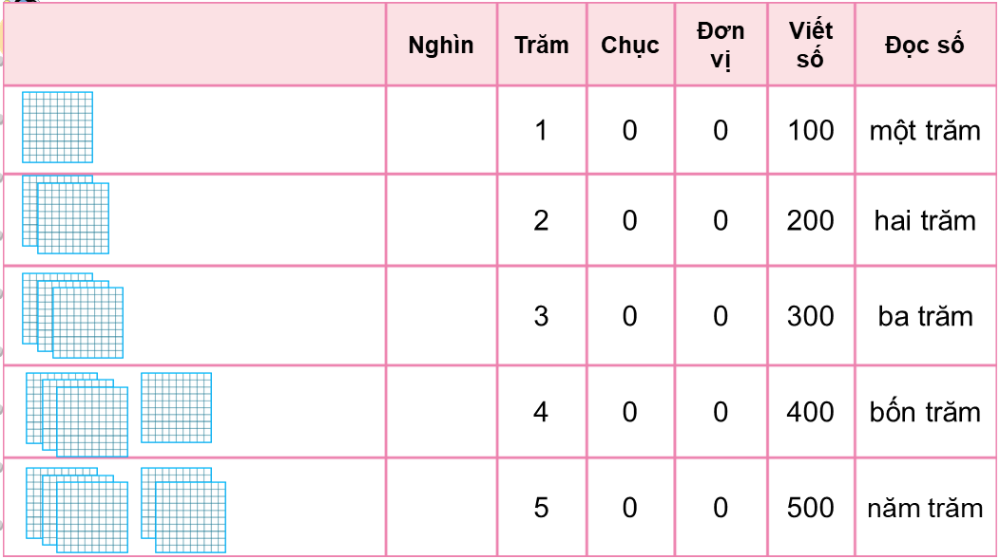 Nghìn Trăm Chục Đơn vị Viết số Đọc số
1 0 0 100 một trăm
2 0 0 200 hai trăm
3 0 0 300 ba trăm
4 0 0 400 bốn trăm
5 0 0 500 năm trăm